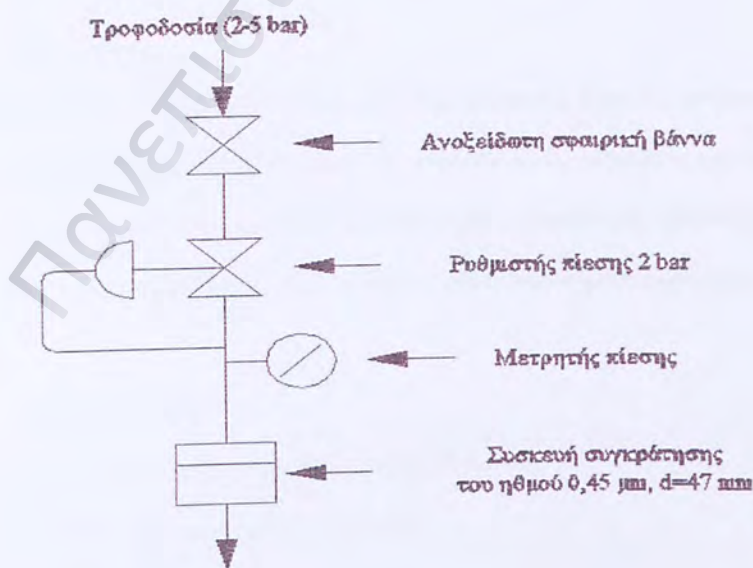 Τροφοδοσία (2-5 bar)
Ανοξείδωτη σφαιρική βάννα
Ρυθμιστής πίεσης 2 bar
Μετρητής πίεσης
Συσκευή συγκράτησης
του ηθμού 0,45 μm, d=47 mm